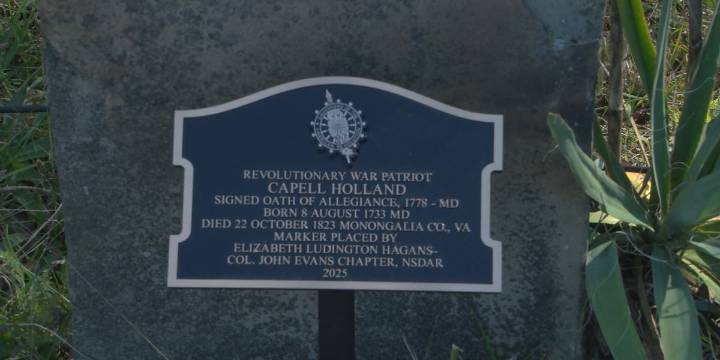 REVOLUTIONARY WAR PATRIOT
CAPELL HOLLAND
SIGNED OATH OF ALLEGIANCE, 1778 - MD
BORN 8 AUGUST 1733 MD
DIED 22 OCTOBER 1823 MONONGALIA CO., VA
MARKER PLACED BY
ELIZABETH LUDINGTON HAGANS-
COL. JOHN EVANS CHAPTER, NSDAR
2025